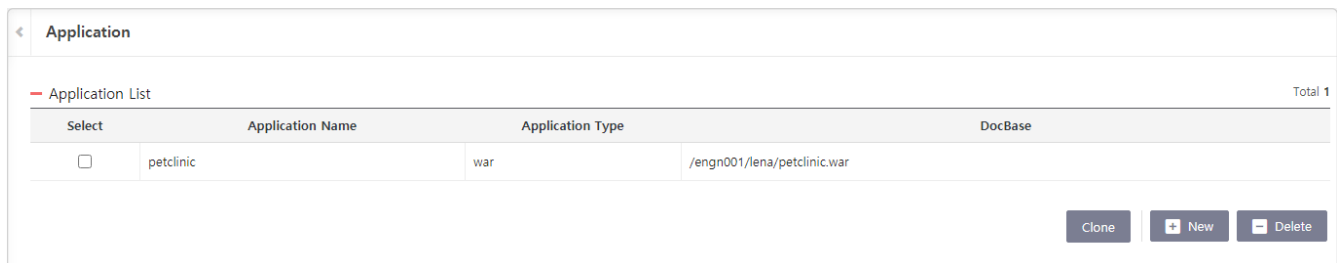 Application
Application List
Total 1
Select Application Name Application Type DocBase
petclinic war /engn001/lena/petclinic.war
Clone New Delete